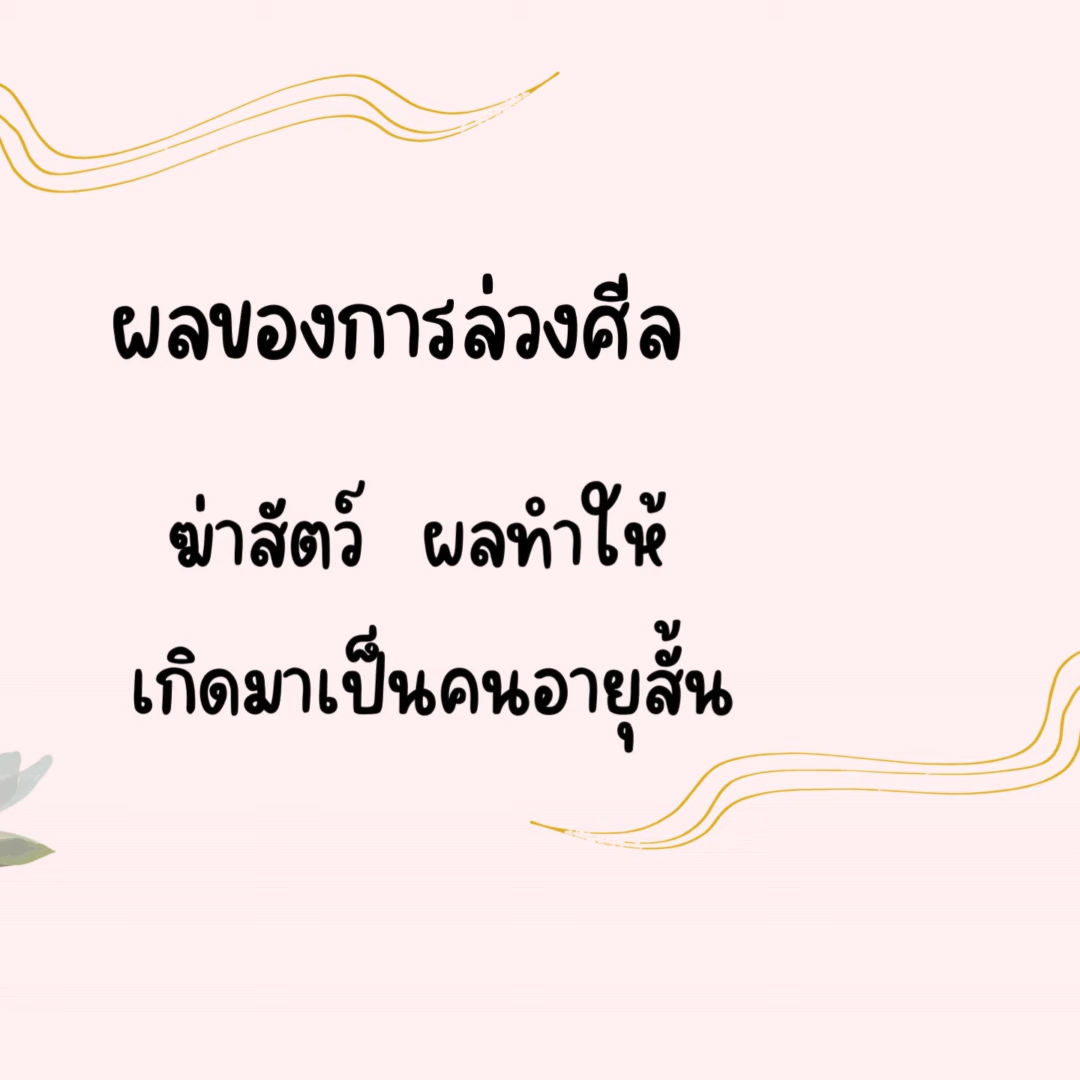 ผลของการล่วงศีล
ฆ่าสัตว์ ผลทำให้
เกิดมาเป็นคนอายุสั้น